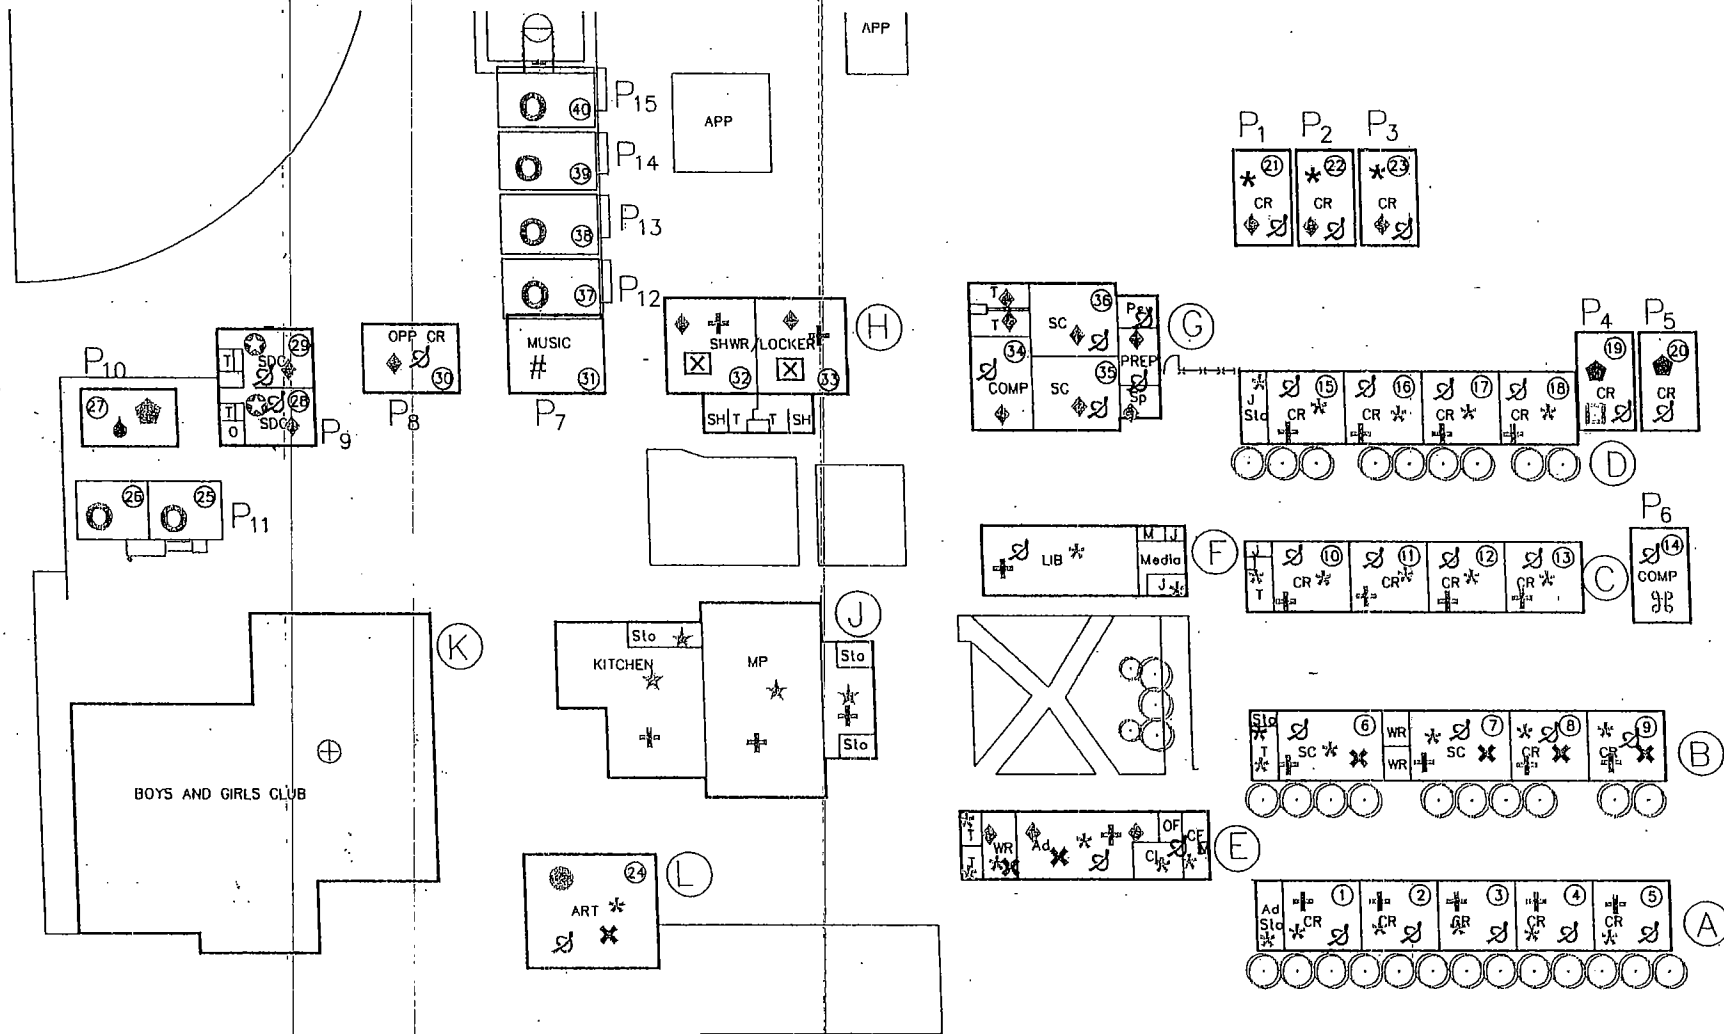 APP
P15
40
APP
P14
39
P13
38
P12
37
P1 P2 P3
21 22 23
CR CR CR
H
SHWR/LOCKER
32 33
SH T T SH
MUSIC
#
31
P7
OPP CR
30
P8
29
T SDC
28
T SDC
O
P9
P10
27
26 25
P11
T 36 Psy
T SC
34 PREP
COMP SC 35 Sp
G
P4 P5
19 20
CR CR
J 15 16 17 18
Sto CR CR CR CR
D
M J
LIB Media
J
F
J 10 11 12 13
T CR CR CR CR
C
P6
14
COMP
J
Sto
KITCHEN MP Sto
Sto
K
BOYS AND GIRLS CLUB
Sto 6 WR 7 8 9
T SC WR SC CR CR
B
T WR Ad OF CF
J CL M
E
24
ART
L
Ad 1 2 3 4 5
Sto CR CR CR CR CR
A